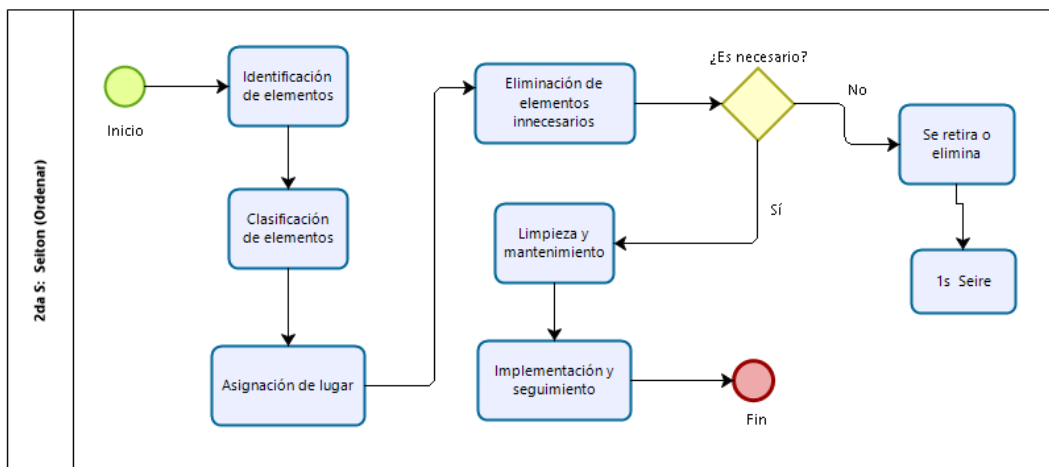 2da S:  Seiton (Ordenar)
Inicio
Identificación
de elementos
Clasificación
de elementos
Asignación de lugar
Eliminación de
elementos
innecesarios
¿Es necesario?
No
Se retira o
elimina
1s  Seire
Sí
Limpieza y
mantenimiento
Implementación y
seguimiento
Fin